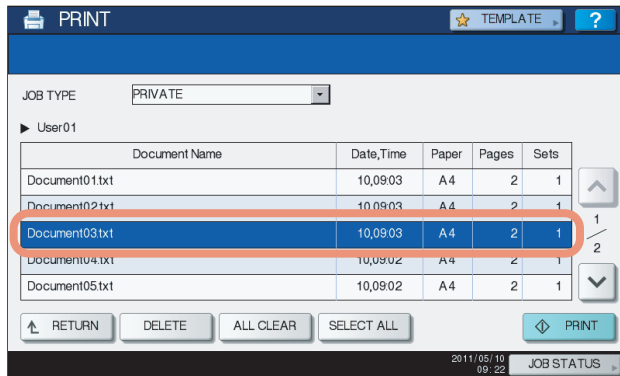 PRINT
TEMPLATE
?
JOB TYPE PRIVATE
User01
Document Name Date,Time Paper Pages Sets
Document01.txt 10,09:03 A4 2 1
Document02.txt 10,09:03 A4 2 1
Document03.txt 10,09:03 A4 2 1
Document04.txt 10,09:02 A4 2 1
Document05.txt 10,09:02 A4 2 1
1
2
RETURN DELETE ALL CLEAR SELECT ALL PRINT
2011/05/10
09:22
JOB STATUS